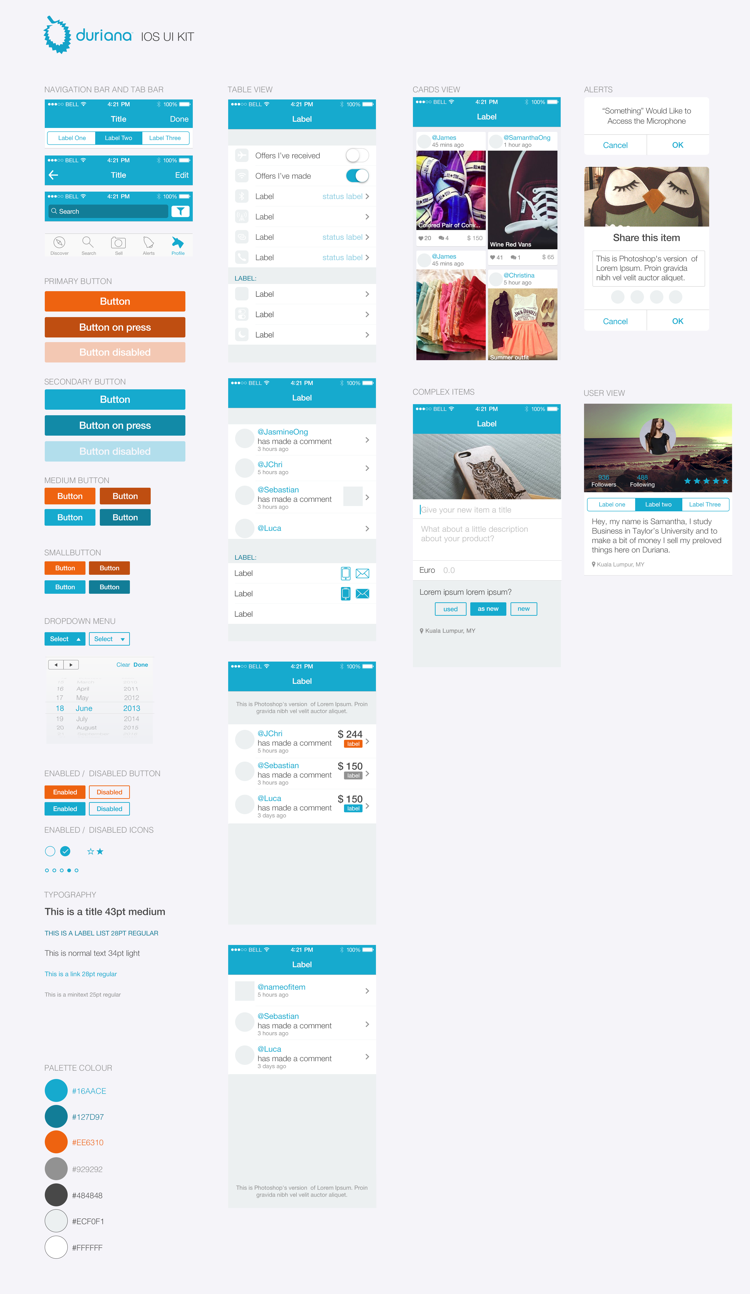 duriana IOS UI KIT
NAVIGATION BAR AND TAB BAR
BELL 4:21 PM 100%
Title Done
Label One Label Two Label Three
BELL 4:21 PM 100%
Title Edit
BELL 4:21 PM 100%
Search
Discover Search Sell Alerts Profile
PRIMARY BUTTON
Button
Button on press
Button disabled
SECONDARY BUTTON
Button
Button on press
Button disabled
MEDIUM BUTTON
Button Button
Button Button
SMALLBUTTON
Button Button
Button Button
DROPDOWN MENU
Select Select
Clear Done
16 April 2011
17 May 2012
18 June 2013
19 July 2014
20 August 2015
ENABLED / DISABLED BUTTON
Enabled Disabled
Enabled Disabled
ENABLED / DISABLED ICONS
TYPOGRAPHY
This is a title 43pt medium
THIS IS A LABEL LIST 28PT REGULAR
This is normal text 34pt light
This is a link 28pt regular
This is a minitext 25pt regular
PALETTE COLOUR
#16AACE
#127D97
#EE6310
#929292
#484848
#ECF0F1
#FFFFFF
TABLE VIEW
BELL 4:21 PM 100%
Label
Offers I've received
Offers I've made
Label status label
Label
Label status label
Label status label
LABEL:
Label
Label
Label
BELL 4:21 PM 100%
Label
@JasmineOng
has made a comment
3 hours ago
@JChri
5 hours ago
@Sebastian
has made a comment
3 hours ago
@Luca
LABEL:
Label
Label
Label
BELL 4:21 PM 100%
Label
This is Photoshop's version of Lorem Ipsum. Proin
gravida nibh vel velit auctor aliquet.
@JChri $ 244
has made a comment label
5 hours ago
@Sebastian $ 150
has made a comment label
3 hours ago
@Luca $ 150
has made a comment label
3 days ago
BELL 4:21 PM 100%
Label
@nameofitem
5 hours ago
@Sebastian
has made a comment
3 hours ago
@Luca
has made a comment
3 days ago
This is Photoshop's version of Lorem Ipsum. Proin
gravida nibh vel velit auctor aliquet.
CARDS VIEW
BELL 4:21 PM 100%
Label
@James
45 mins ago
@SamanthaOng
1 hour ago
Colored Pair of Conv...
20 4 $ 150
Wine Red Vans
41 1 $ 65
@James
45 mins ago
@Christina
5 hour ago
Summer outfit
COMPLEX ITEMS
BELL 4:21 PM 100%
Label
Give your new item a title
What about a little description
about your product?
Euro 0.0
Lorem ipsum lorem ipsum?
used as new new
Kuala Lumpur, MY
ALERTS
“Something” Would Like to
Access the Microphone
Cancel OK
Share this item
This is Photoshop's version of
Lorem Ipsum. Proin gravida
nibh vel velit auctor aliquet.
Cancel OK
USER VIEW
936 488
Followers Following
Label one Label two Label Three
Hey, my name is Samantha, I study
Business in Taylor's University and to
make a bit of money I sell my preloved
things here on Duriana.
Kuala Lumpur, MY